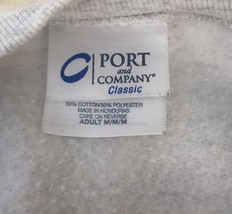 PORT
and
COMPANY
Classic
50% COTTON/50% POLYESTER
MADE IN HONDURAS
CARE ON REVERSE
ADULT M/M/M